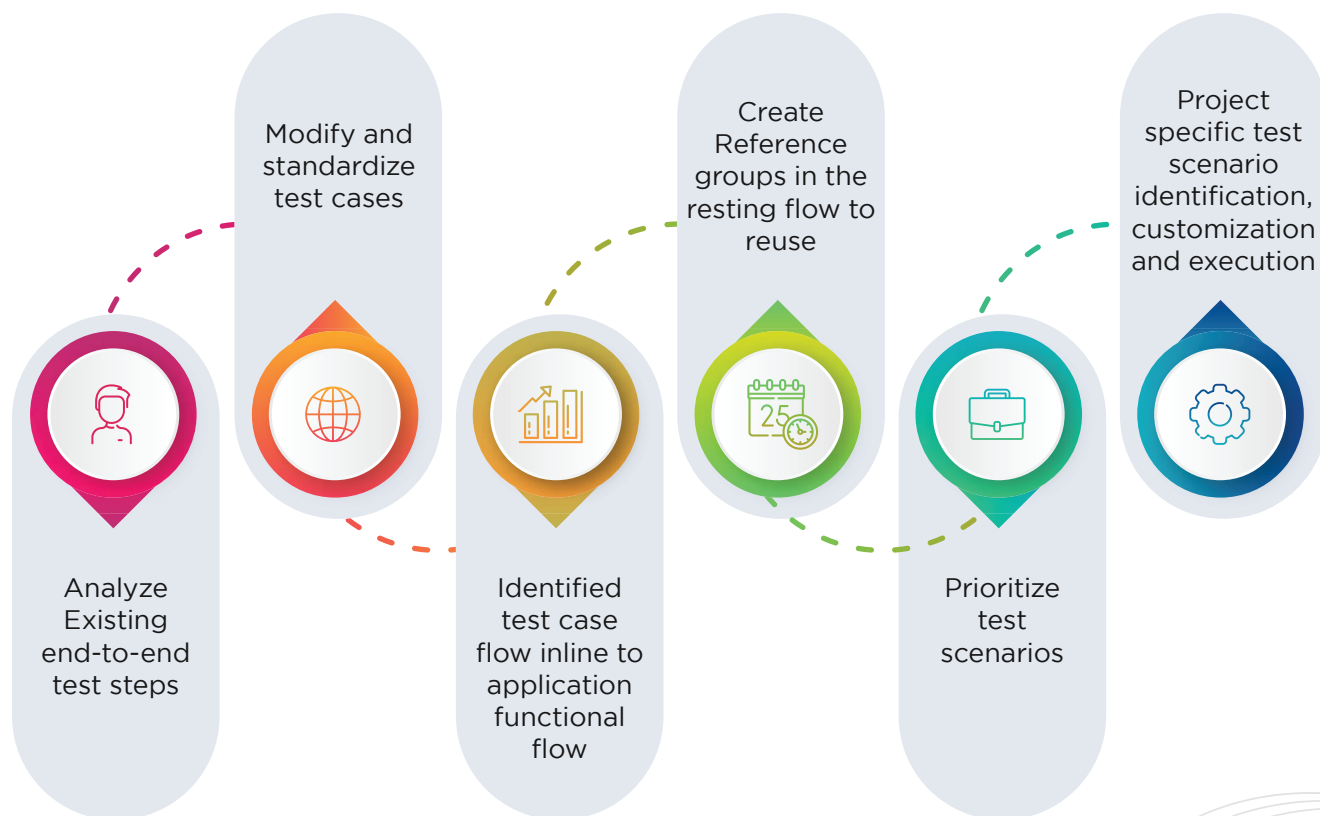 Analyze
Existing
end-to-end
test steps
Modify and
standardize
test cases
Identified
test case
flow inline to
application
functional
flow
Create
Reference
groups in the
resting flow to
reuse
25
Prioritize
test
scenarios
Project
specific test
scenario
identification,
customization
and execution